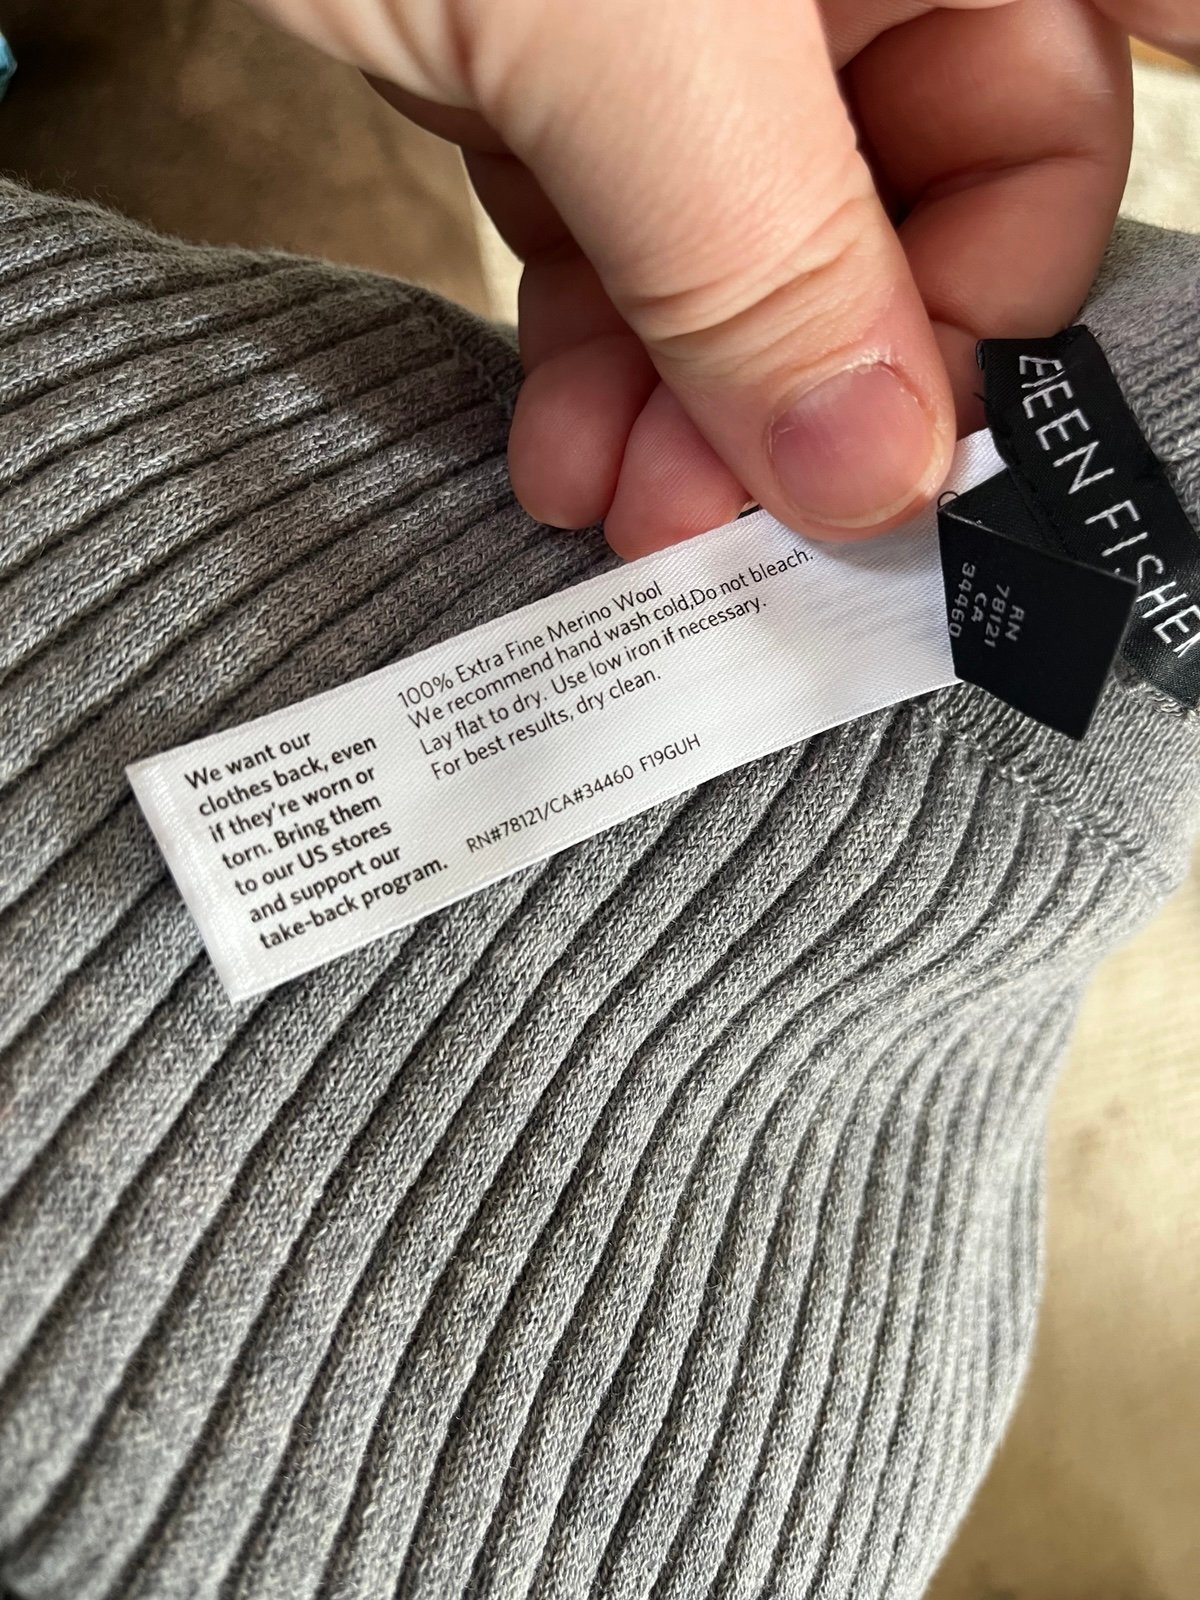 We want our
clothes back, even
if they're worn or
torn. Bring them
to our US stores
and support our
take-back program.
100% Extra Fine Merino Wool
We recommend hand wash cold,Do not bleach.
Lay flat to dry. Use low iron if necessary.
For best results, dry clean.
RN#78121/CA#34460 F19GUH
FISHER
RN
78121
CA
34460